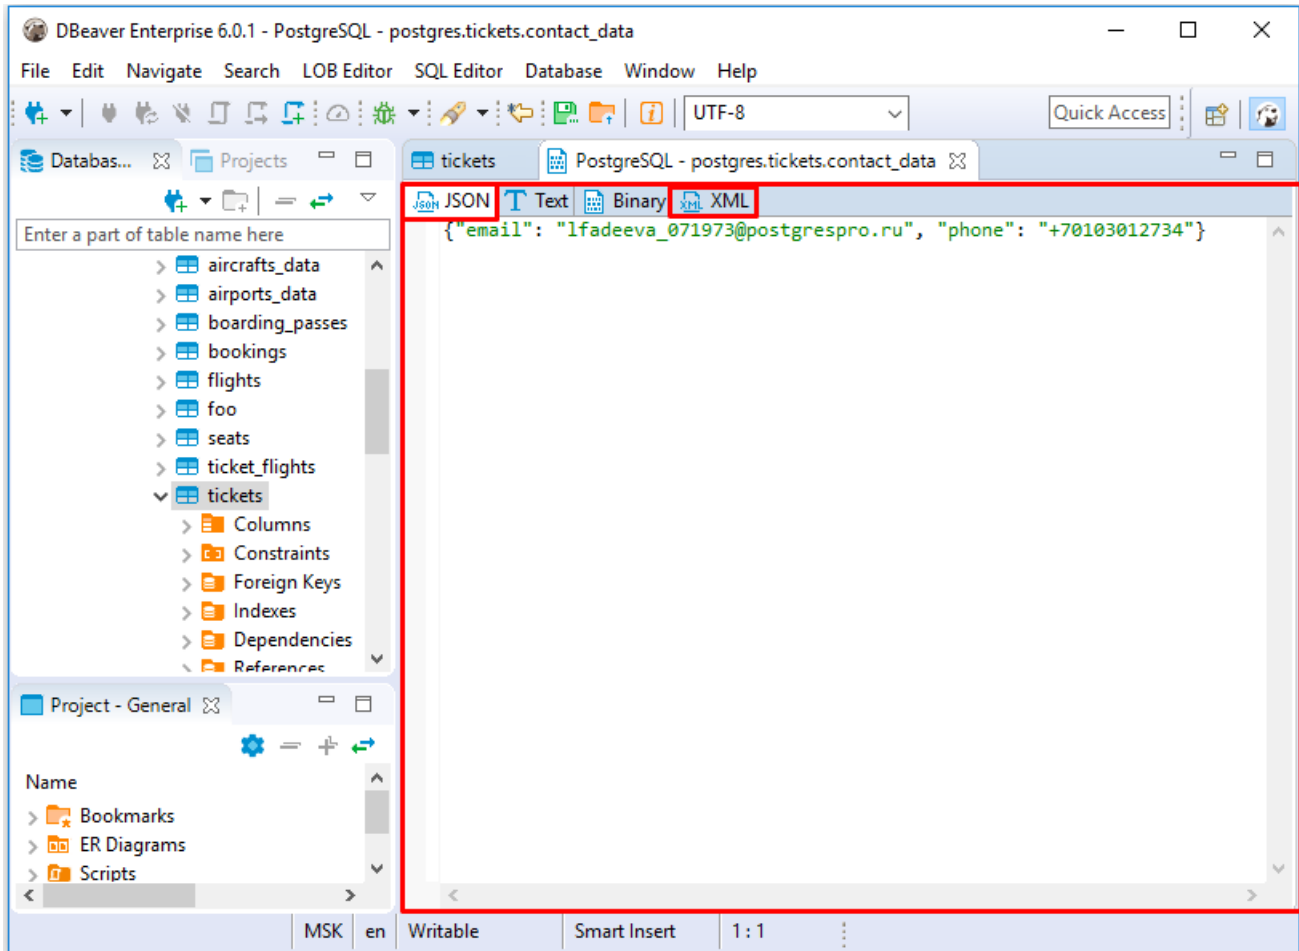 DBeaver Enterprise 6.0.1 - PostgreSQL - postgres.tickets.contact_data
File Edit Navigate Search LOB Editor SQL Editor Database Window Help
UTF-8
Quick Access
Databas...
Projects
tickets
PostgreSQL - postgres.tickets.contact_data
JSON Text Binary XML
Enter a part of table name here
{"email": "lfadeeva_071973@postgrespro.ru", "phone": "+70103012734"}
aircrafts_data
airports_data
boarding_passes
bookings
flights
foo
seats
ticket_flights
tickets
Columns
Constraints
Foreign Keys
Indexes
Dependencies
References
Project - General
Name
Bookmarks
ER Diagrams
Scripts
MSK en Writable Smart Insert 1 : 1